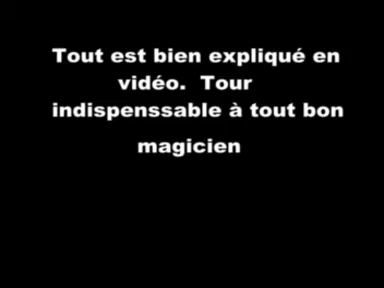 Tout est bien expliqué en
vidéo. Tour
indispenssable à tout bon
magicien